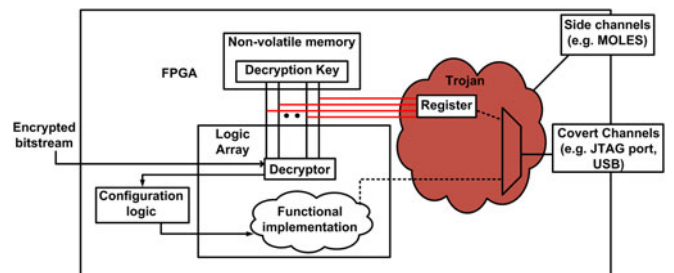 Side channels
(e.g. MOLES)
Non-volatile memory
Decryption Key
FPGA
Trojan
Register
Encrypted
bitstream
Logic
Array
Decryptor
Covert Channels
(e.g. JTAG port,
USB)
Configuration
logic
Functional
implementation